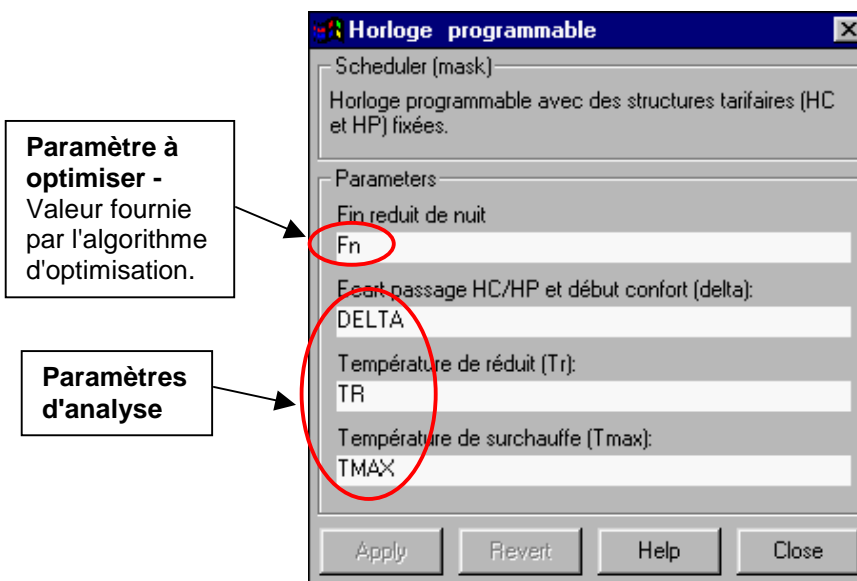 Horloge programmable
Scheduler (mask)
Horloge programmable avec des structures tarifaires (HC
et HP) fixées.
Paramètre à
optimiser -
Valeur fournie
par l'algorithme
d'optimisation.
Parameters
Fin reduit de nuit
Fn
Ecart passage HC/HP et début confort (delta):
DELTA
Température de réduit (Tr):
TR
Paramètres
d'analyse
Température de surchauffe (Tmax):
TMAX
Apply
Revert
Help
Close